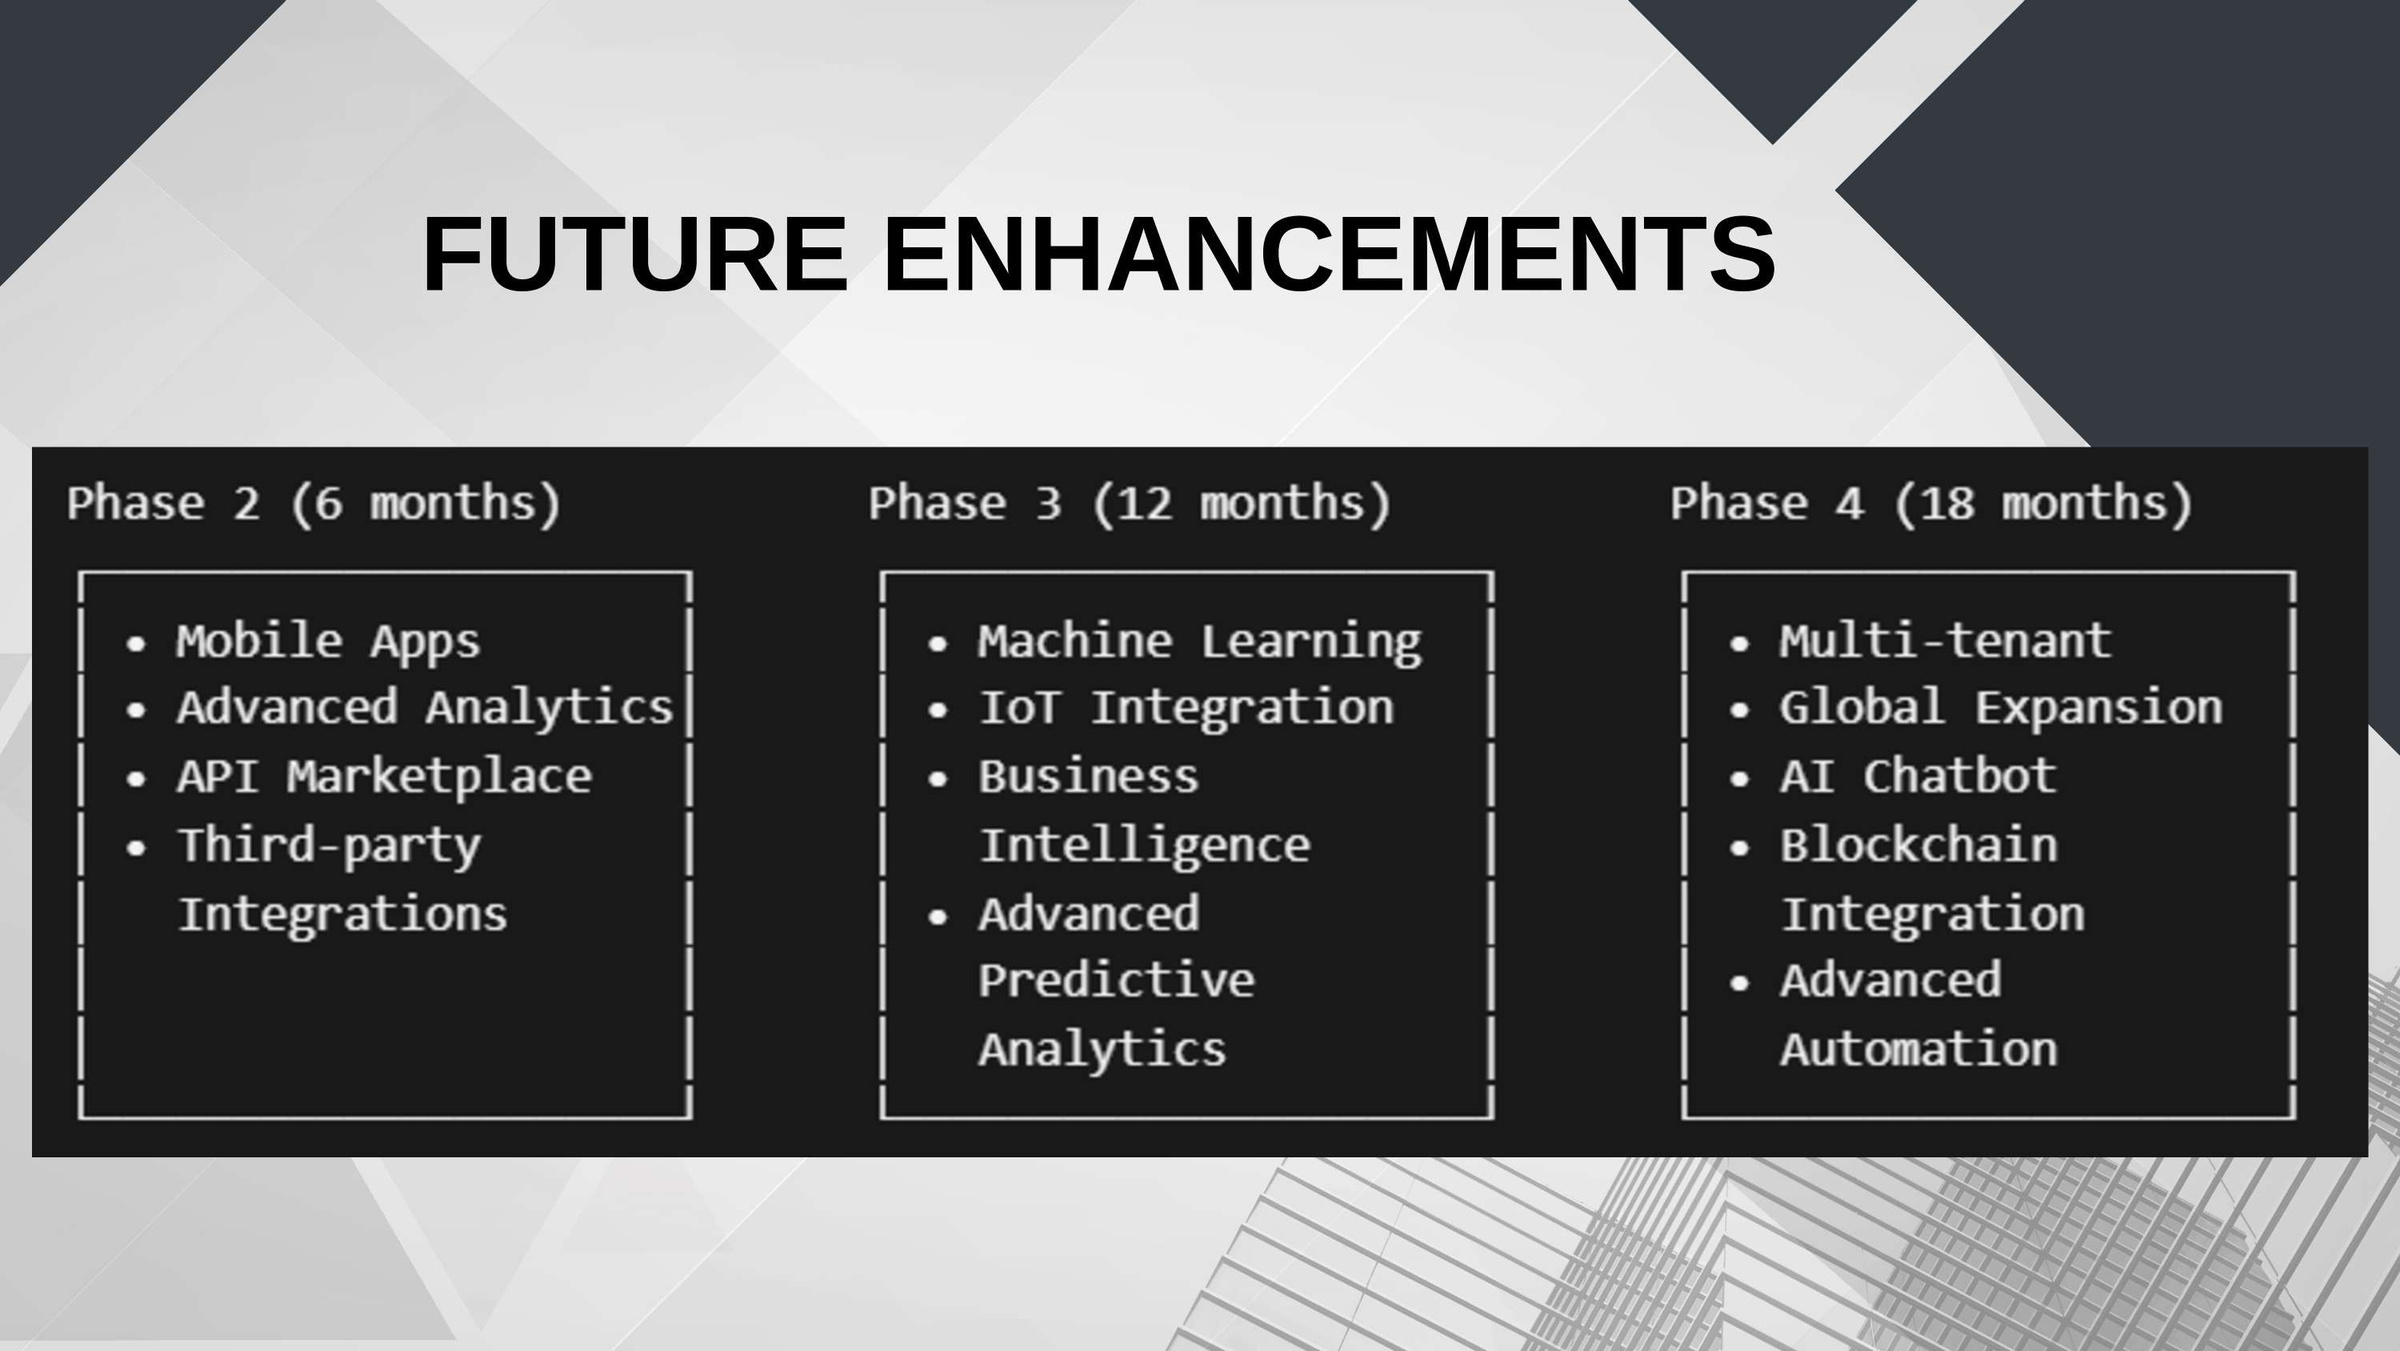 FUTURE ENHANCEMENTS
Phase 2 (6 months)
• Mobile Apps
• Advanced Analytics
• API Marketplace
• Third-party
Integrations
Phase 3 (12 months)
• Machine Learning
• IoT Integration
• Business
Intelligence
• Advanced
Predictive
Analytics
Phase 4 (18 months)
• Multi-tenant
• Global Expansion
• AI Chatbot
• Blockchain
Integration
• Advanced
Automation